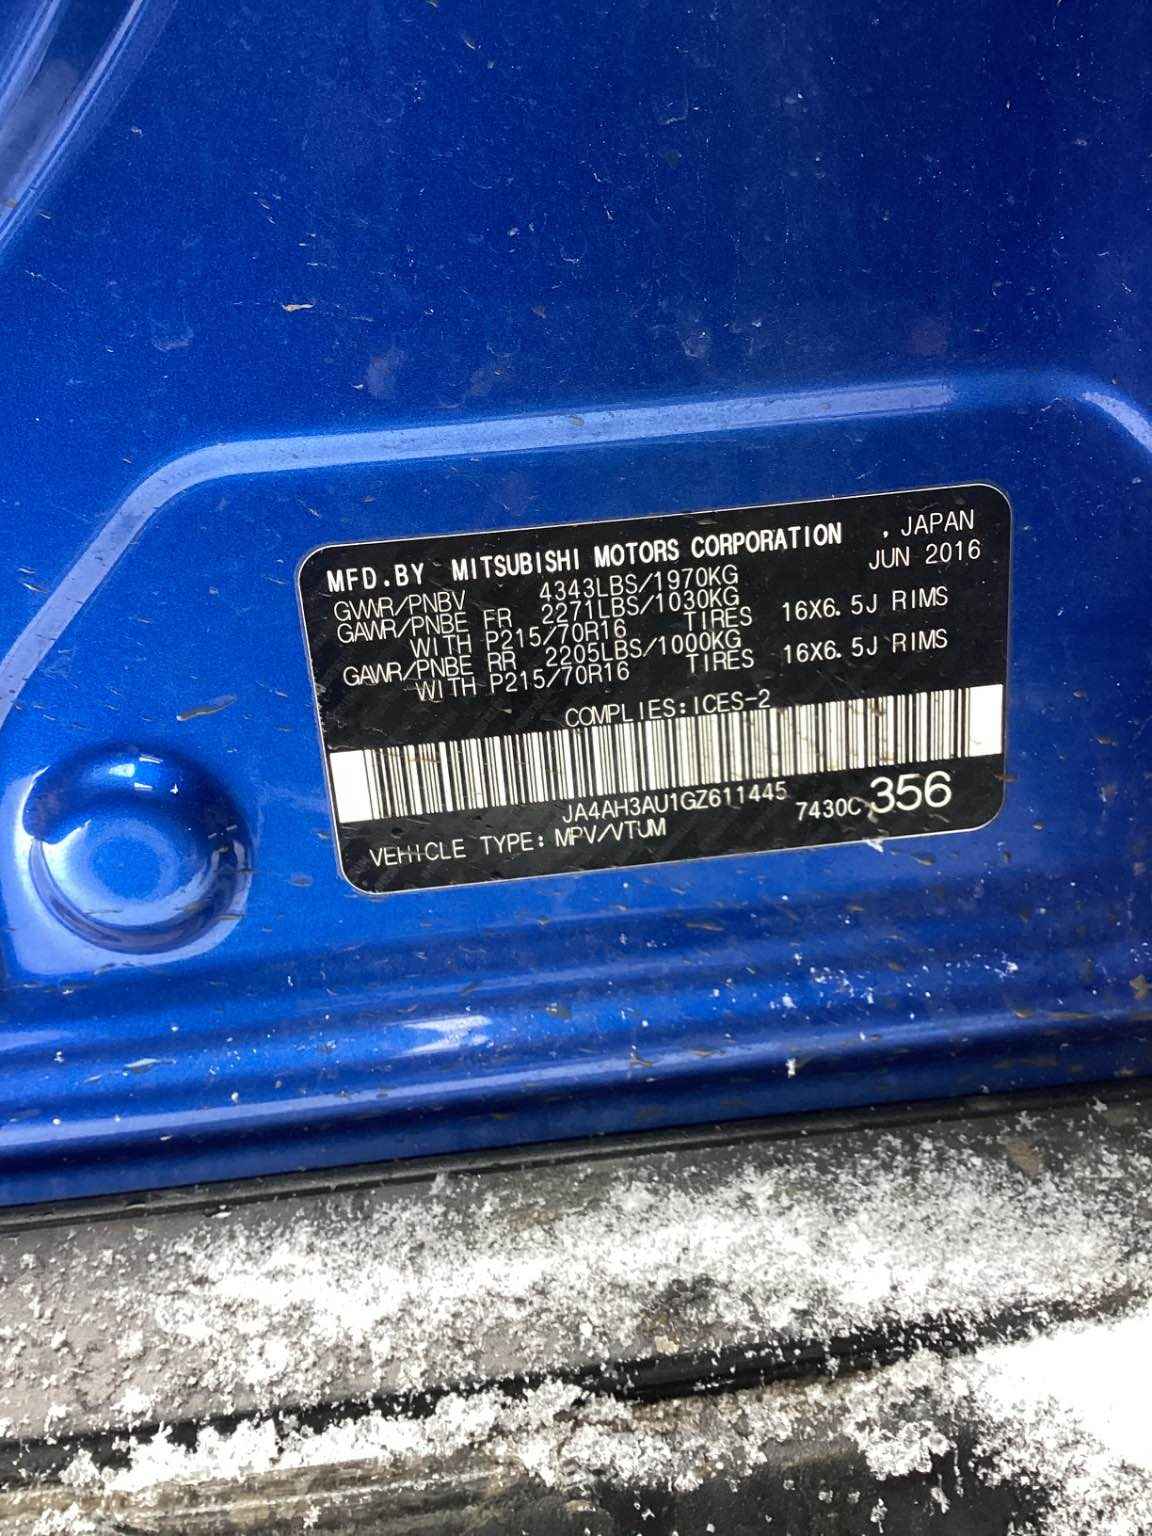 MFD.BY MITSUBISHI MOTORS CORPORATION , JAPAN
JUN 2016
GVWR/PNBV 4343LBS/1970KG
GAWR/PNBE FR 2271LBS/1030KG
WITH P215/70R16 TIRES 16X6.5J RIMS
GAWR/PNBE RR 2205LBS/1000KG
WITH P215/70R16 TIRES 16X6.5J RIMS
COMPLIES:ICES-2
JA4AH3AU1GZ611445
VEHICLE TYPE: MPV/VTUM 7430C 356